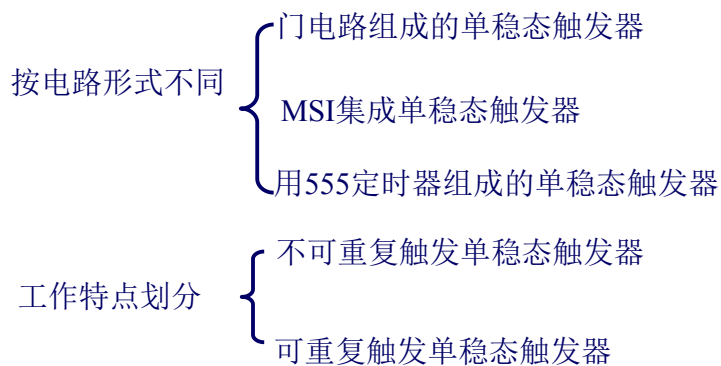 门电路组成的单稳态触发器
按电路形式不同
MSI集成单稳态触发器
用555定时器组成的单稳态触发器
不可重复触发单稳态触发器
工作特点划分
可重复触发单稳态触发器